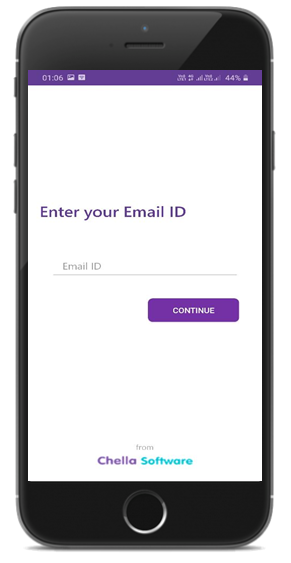 01:06 44%
Enter your Email ID
Email ID
CONTINUE
from
Chella Software